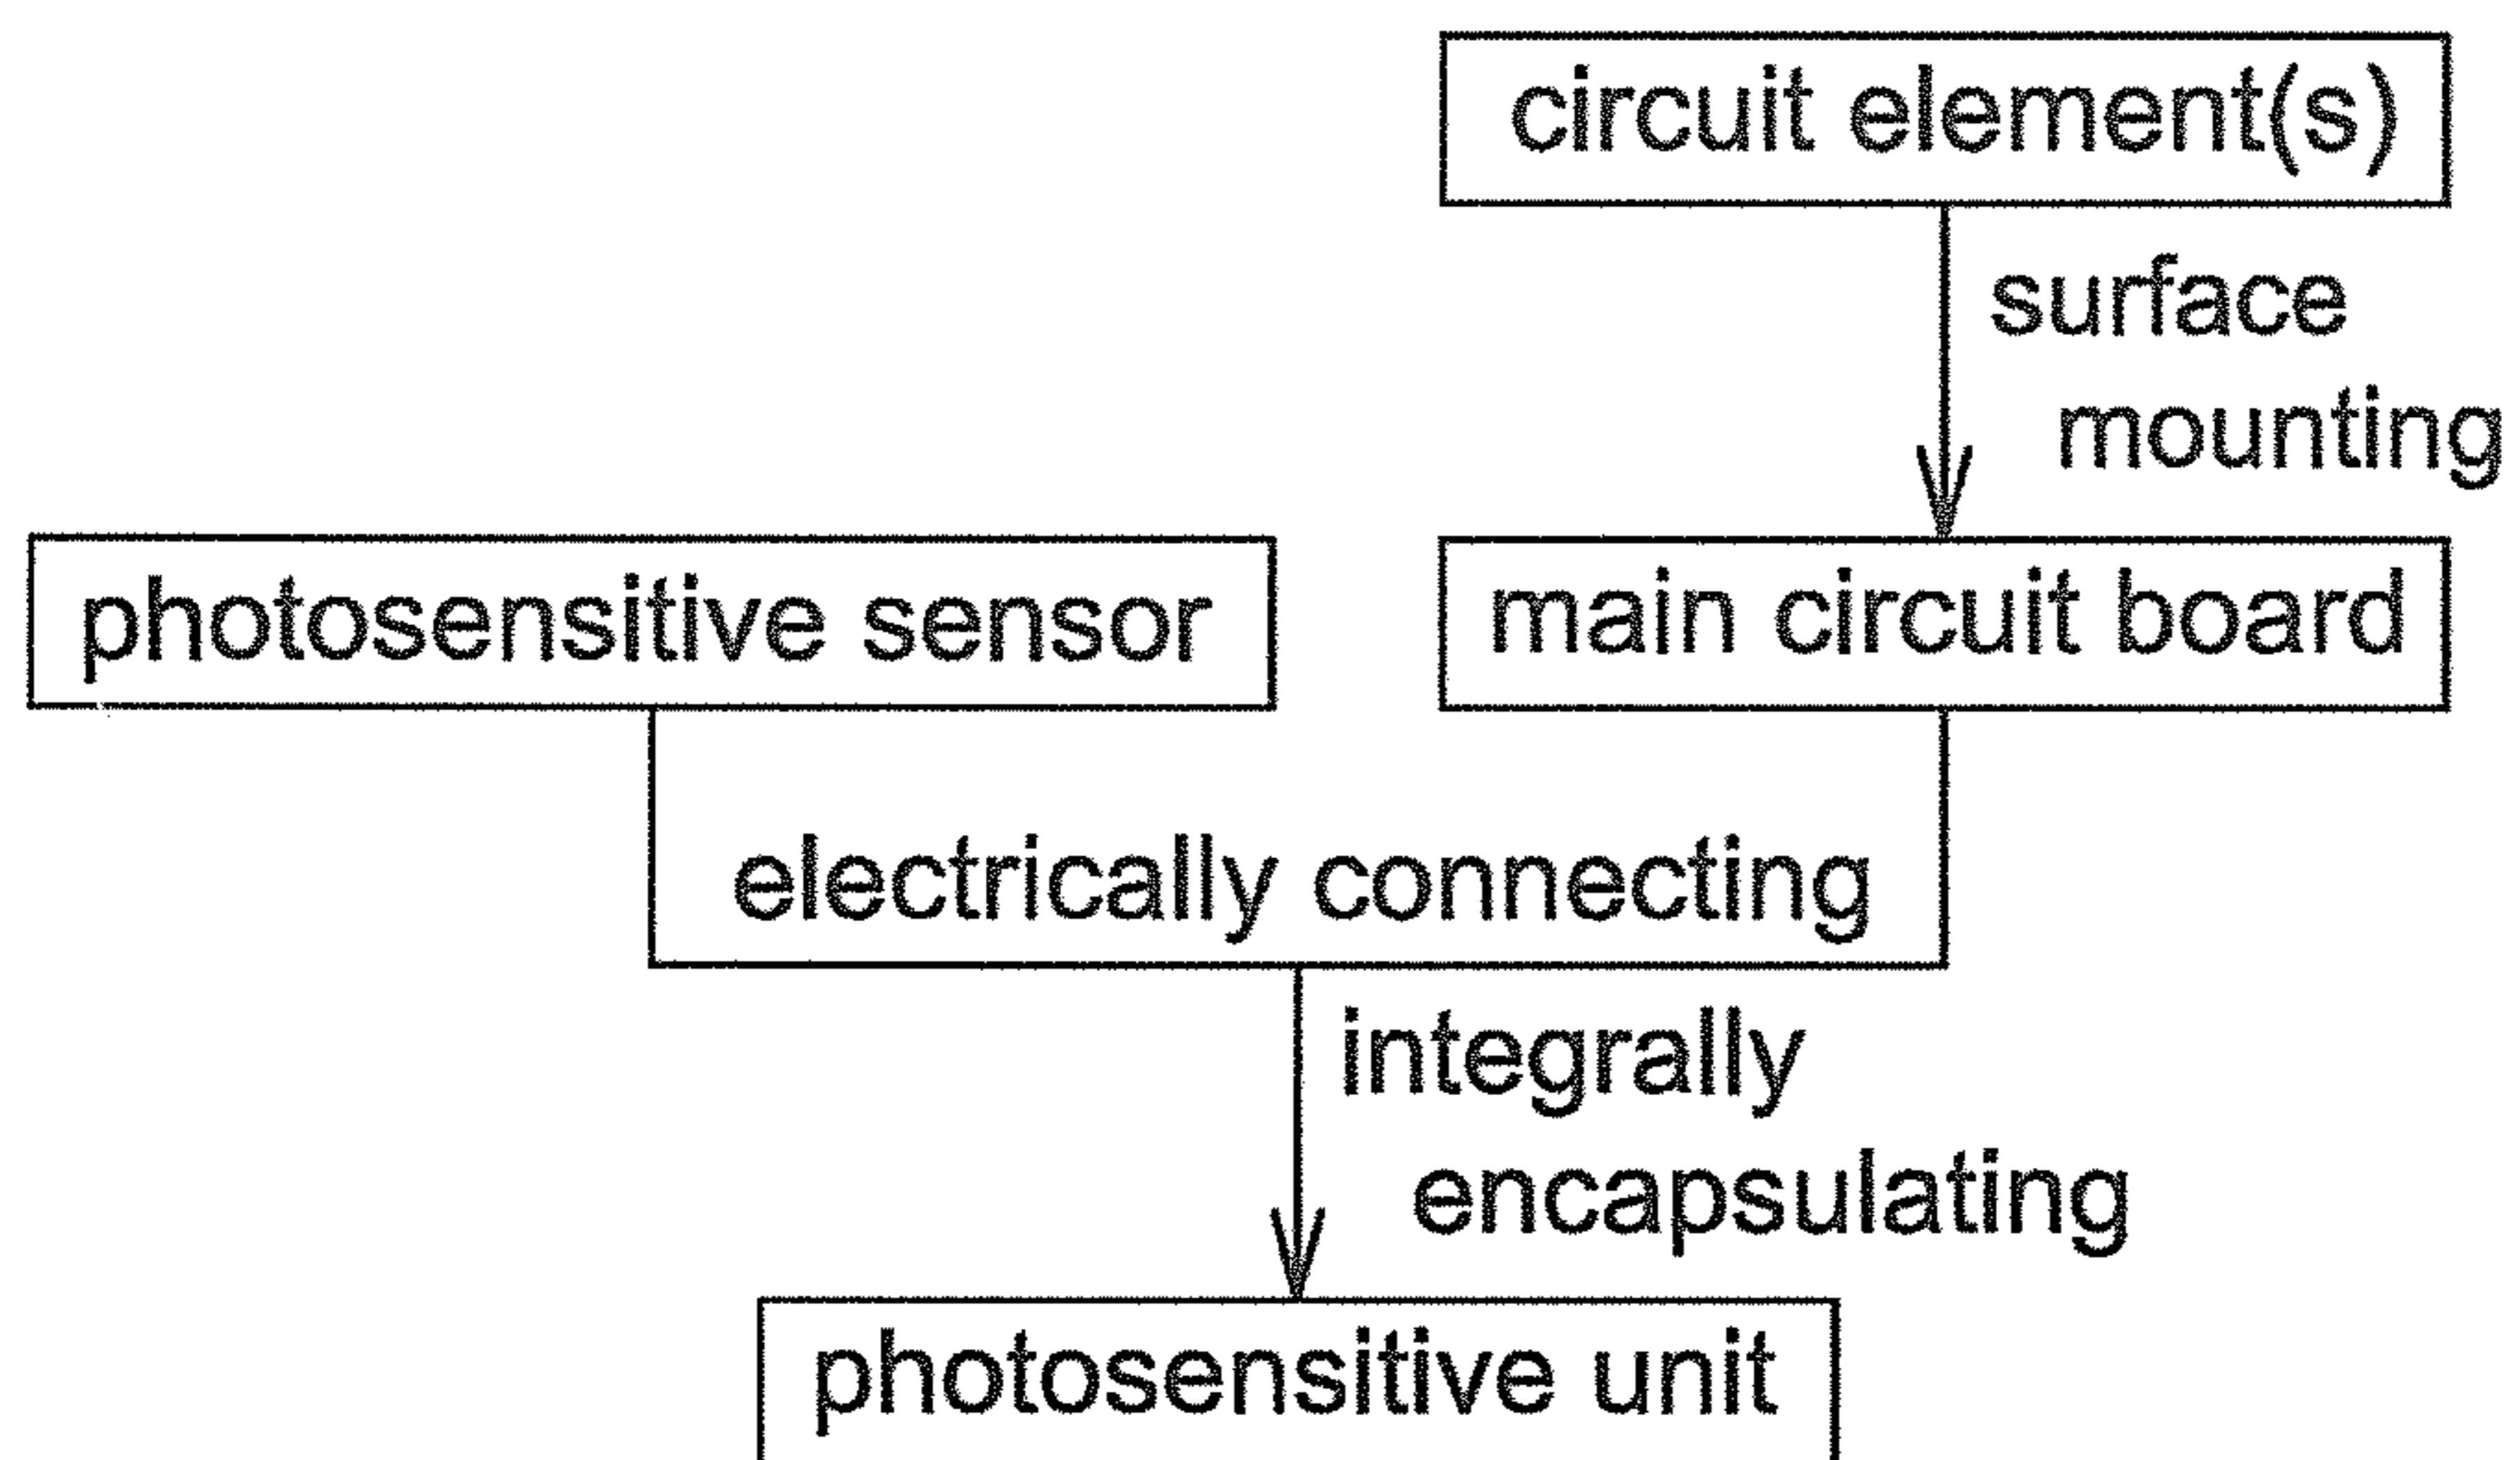 circuit element(s)
surface
mounting
photosensitive sensor
main circuit board
electrically connecting
integrally
encapsulating
photosensitive unit